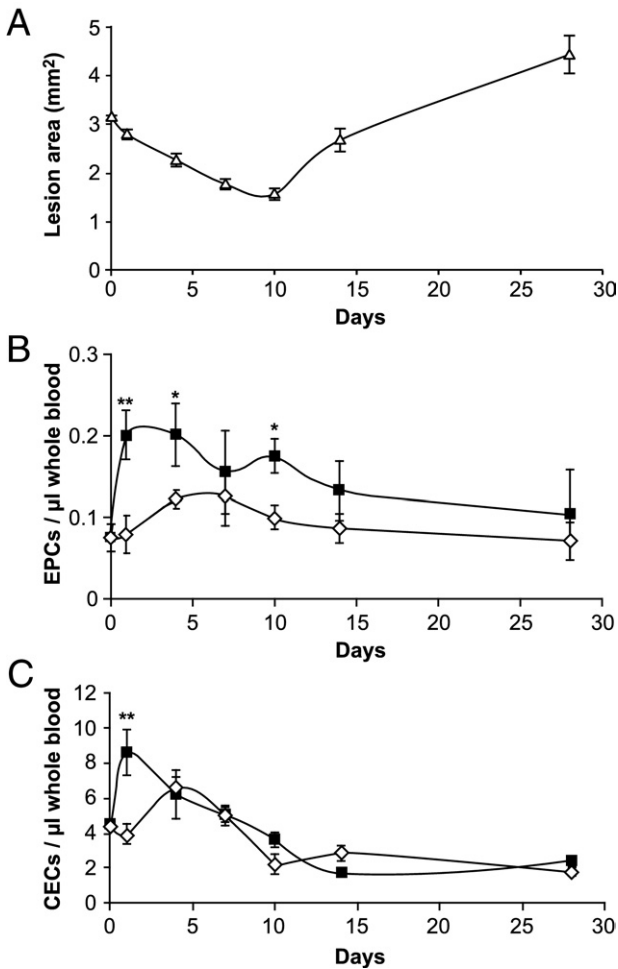 A
Lesion area (mm²)
5
4
3
2
1
0
0 5 10 15 20 25 30
Days
B
EPCs / µl whole blood
0.3
0.2
0.1
0
** * *
0 5 10 15 20 25 30
Days
C
CECs / µl whole blood
12
10
8
6
4
2
0
**
0 5 10 15 20 25 30
Days